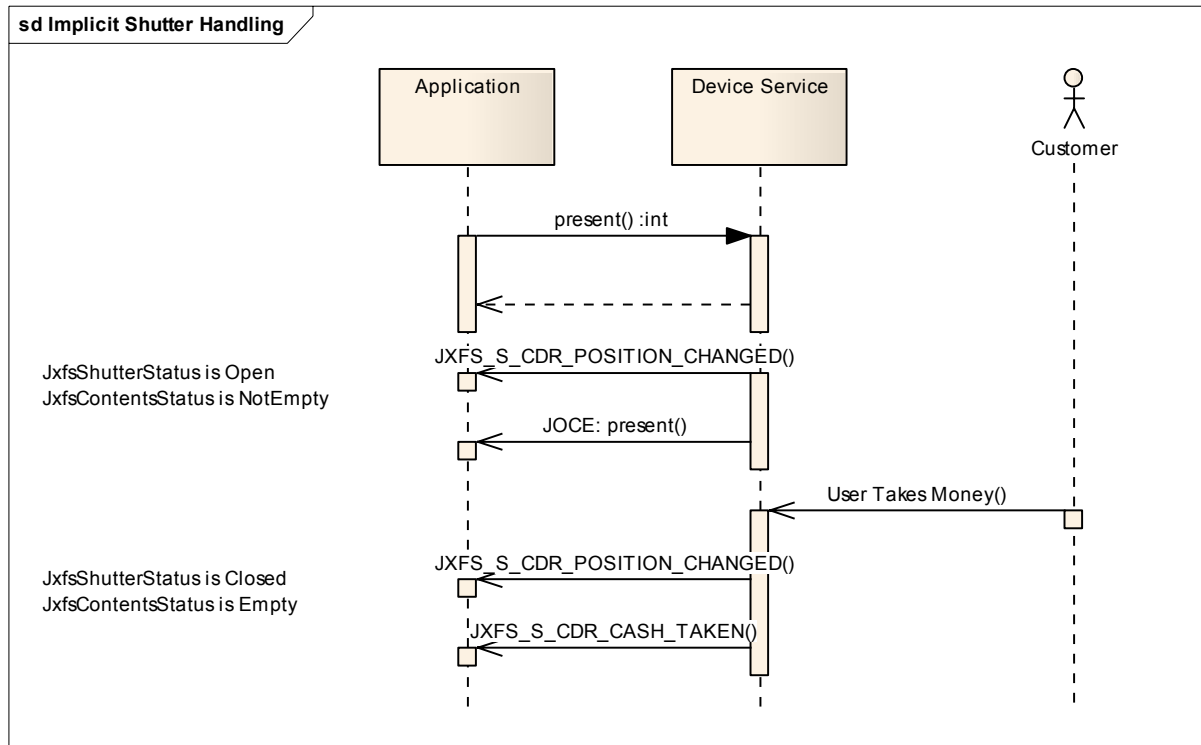 sd Implicit Shutter Handling
Application
Device Service
Customer
present() :int
JXFS_S_CDR_POSITION_CHANGED()
JxfsShutterStatus is Open
JxfsContentsStatus is NotEmpty
JOCE: present()
User Takes Money()
JXFS_S_CDR_POSITION_CHANGED()
JxfsShutterStatus is Closed
JxfsContentsStatus is Empty
JXFS_S_CDR_CASH_TAKEN()